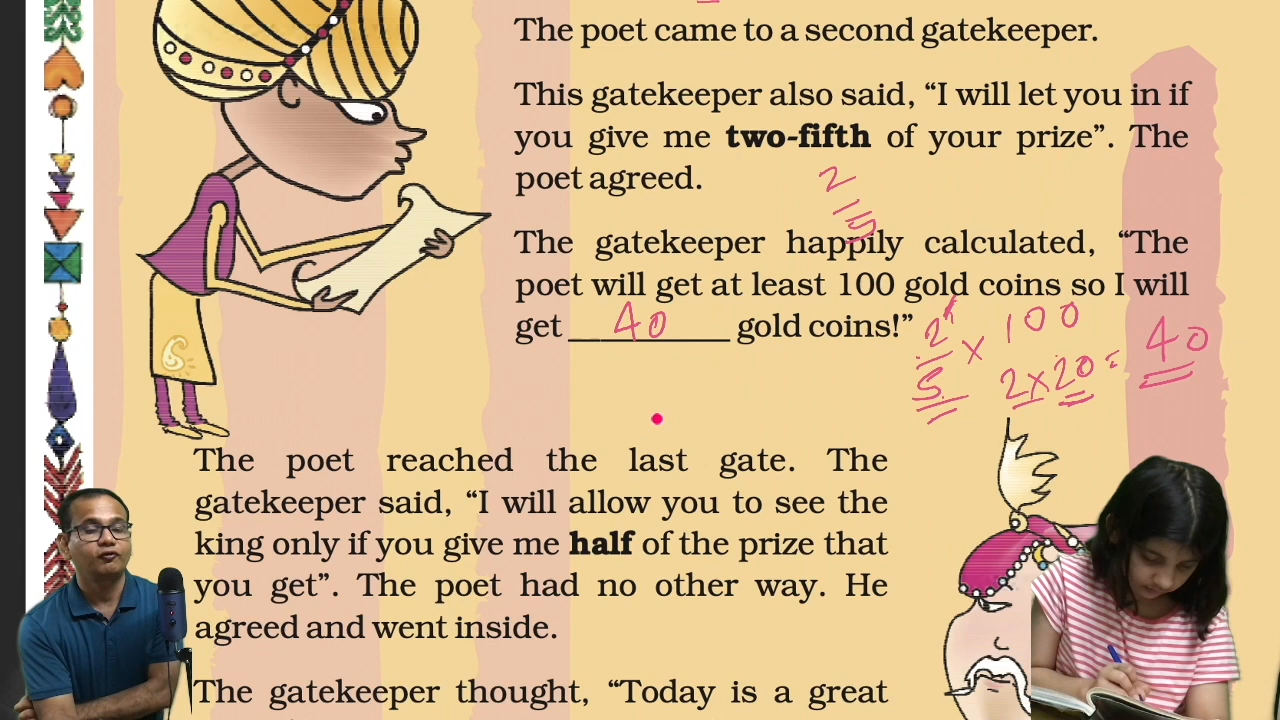 The poet came to a second gatekeeper.
This gatekeeper also said, “I will let you in if
you give me two-fifth of your prize”. The
poet agreed.
2
5
The gatekeeper happily calculated, “The
poet will get at least 100 gold coins so I will
get 40 gold coins!”
2 × 100
5
2×20 = 40
The poet reached the last gate. The
gatekeeper said, “I will allow you to see the
king only if you give me half of the prize that
you get”. The poet had no other way. He
agreed and went inside.
The gatekeeper thought, “Today is a great